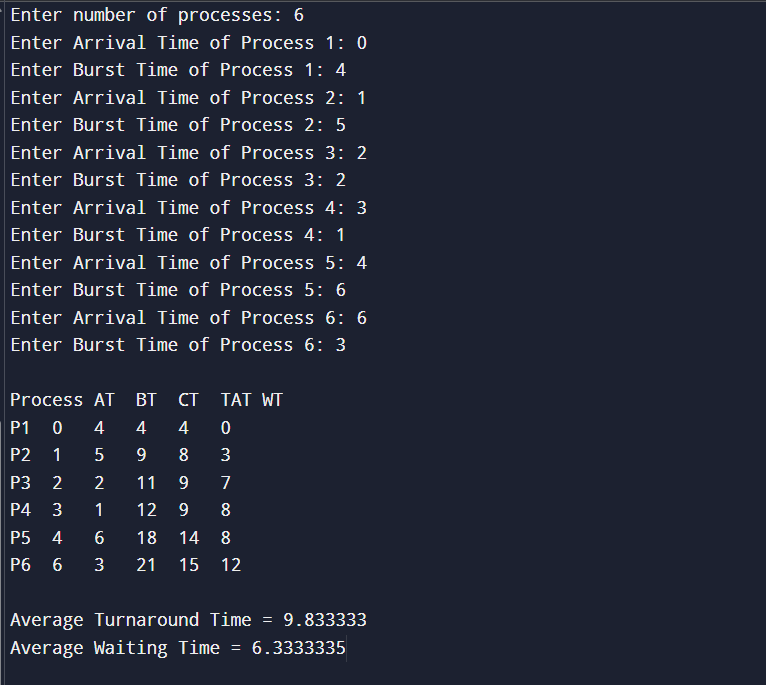 Enter number of processes: 6
Enter Arrival Time of Process 1: 0
Enter Burst Time of Process 1: 4
Enter Arrival Time of Process 2: 1
Enter Burst Time of Process 2: 5
Enter Arrival Time of Process 3: 2
Enter Burst Time of Process 3: 2
Enter Arrival Time of Process 4: 3
Enter Burst Time of Process 4: 1
Enter Arrival Time of Process 5: 4
Enter Burst Time of Process 5: 6
Enter Arrival Time of Process 6: 6
Enter Burst Time of Process 6: 3
Process AT  BT  CT  TAT WT
P1  0   4   4   4   0
P2  1   5   9   8   3
P3  2   2   11  9   7
P4  3   1   12  9   8
P5  4   6   18  14  8
P6  6   3   21  15  12
Average Turnaround Time = 9.833333
Average Waiting Time = 6.3333335